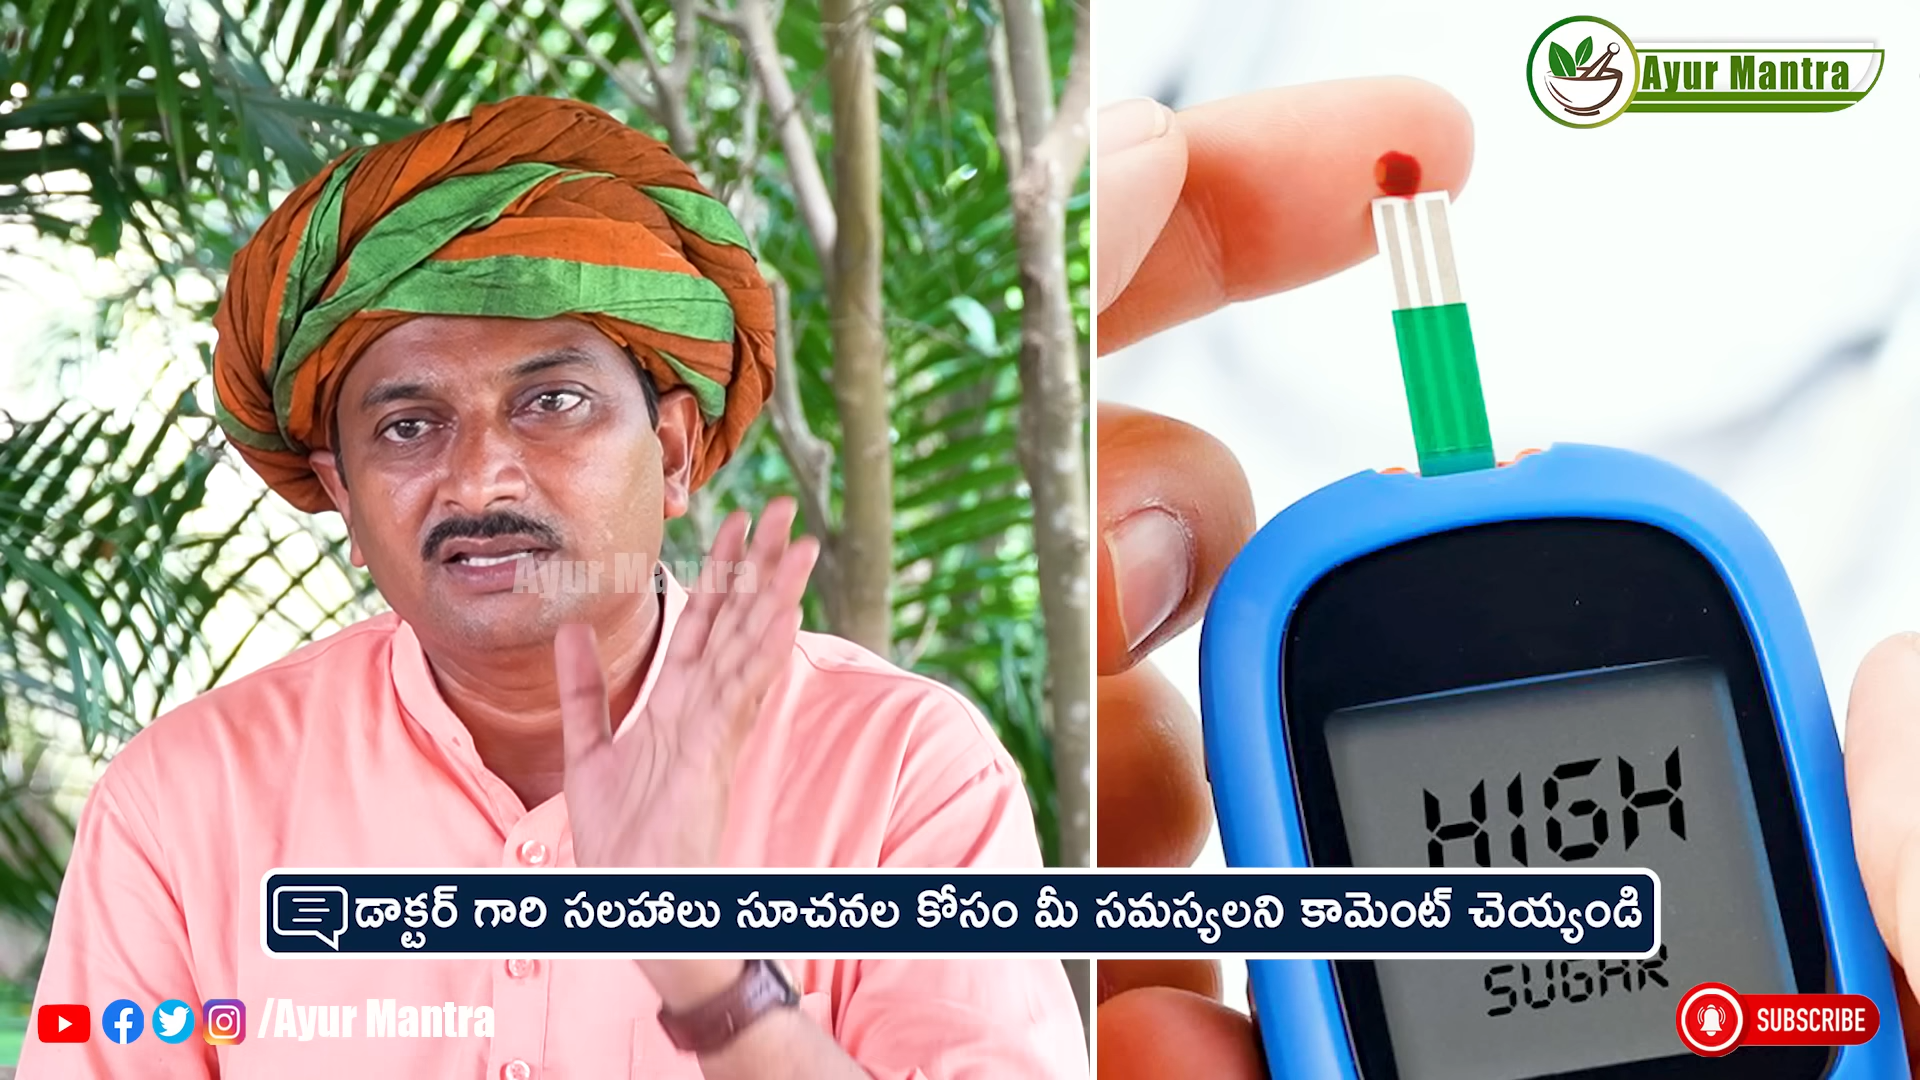 Ayur Mantra
Ayur Mantra
HIGH
డాక్టర్ గారి సలహాలు సూచనల కోసం మీ సమస్యలని కామెంట్ చెయ్యండి
SUGAR
/Ayur Mantra
SUBSCRIBE